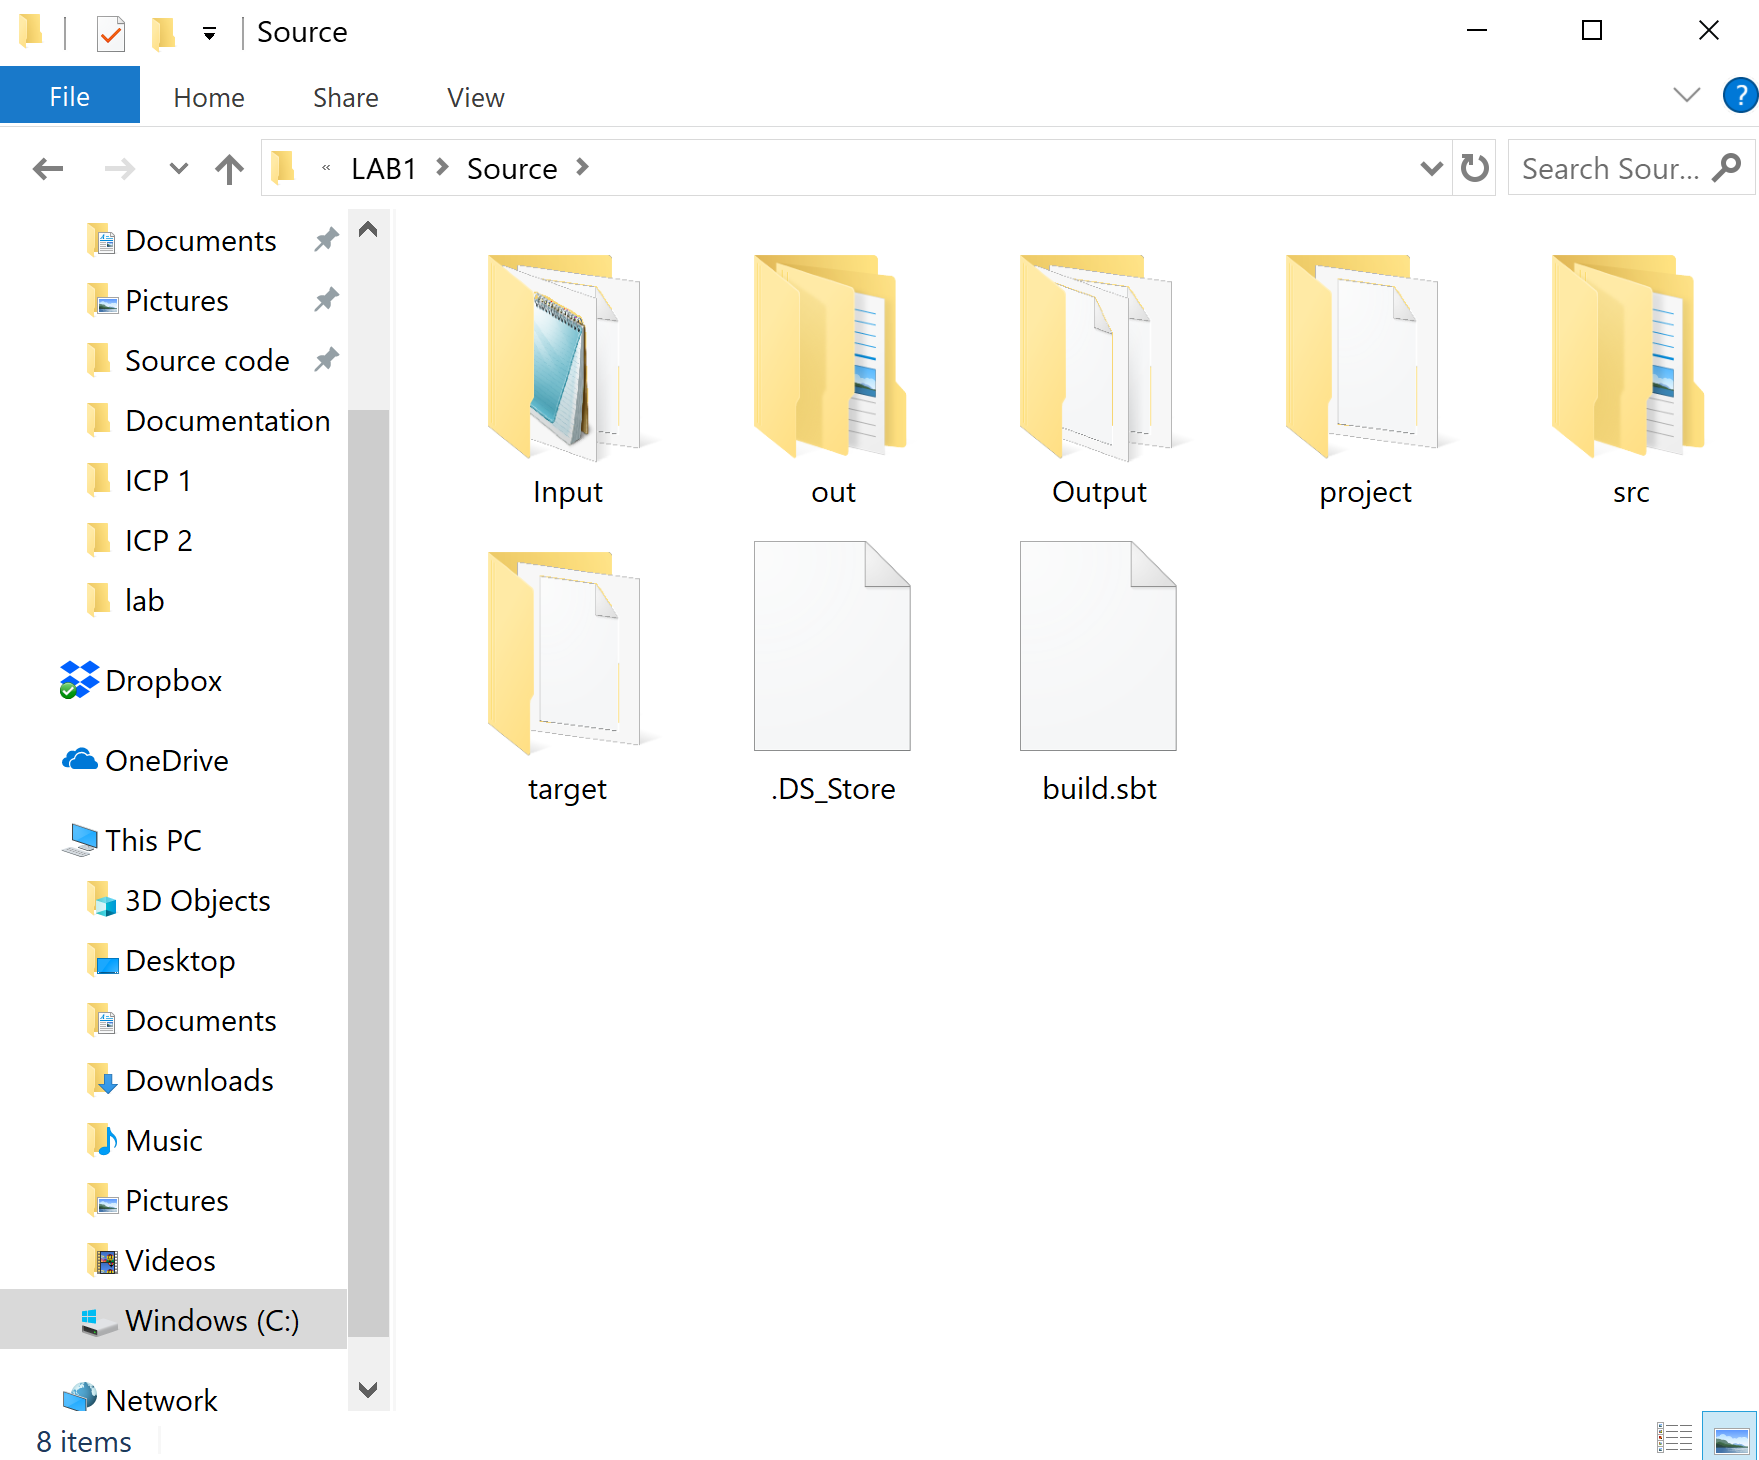 Source
File Home Share View
?
« LAB1 Source
Search Sour...
Documents
Pictures
Source code
Documentation
ICP 1
ICP 2
lab
Dropbox
OneDrive
This PC
3D Objects
Desktop
Documents
Downloads
Music
Pictures
Videos
Windows (C:)
Network
Input out Output project src
target .DS_Store build.sbt
8 items